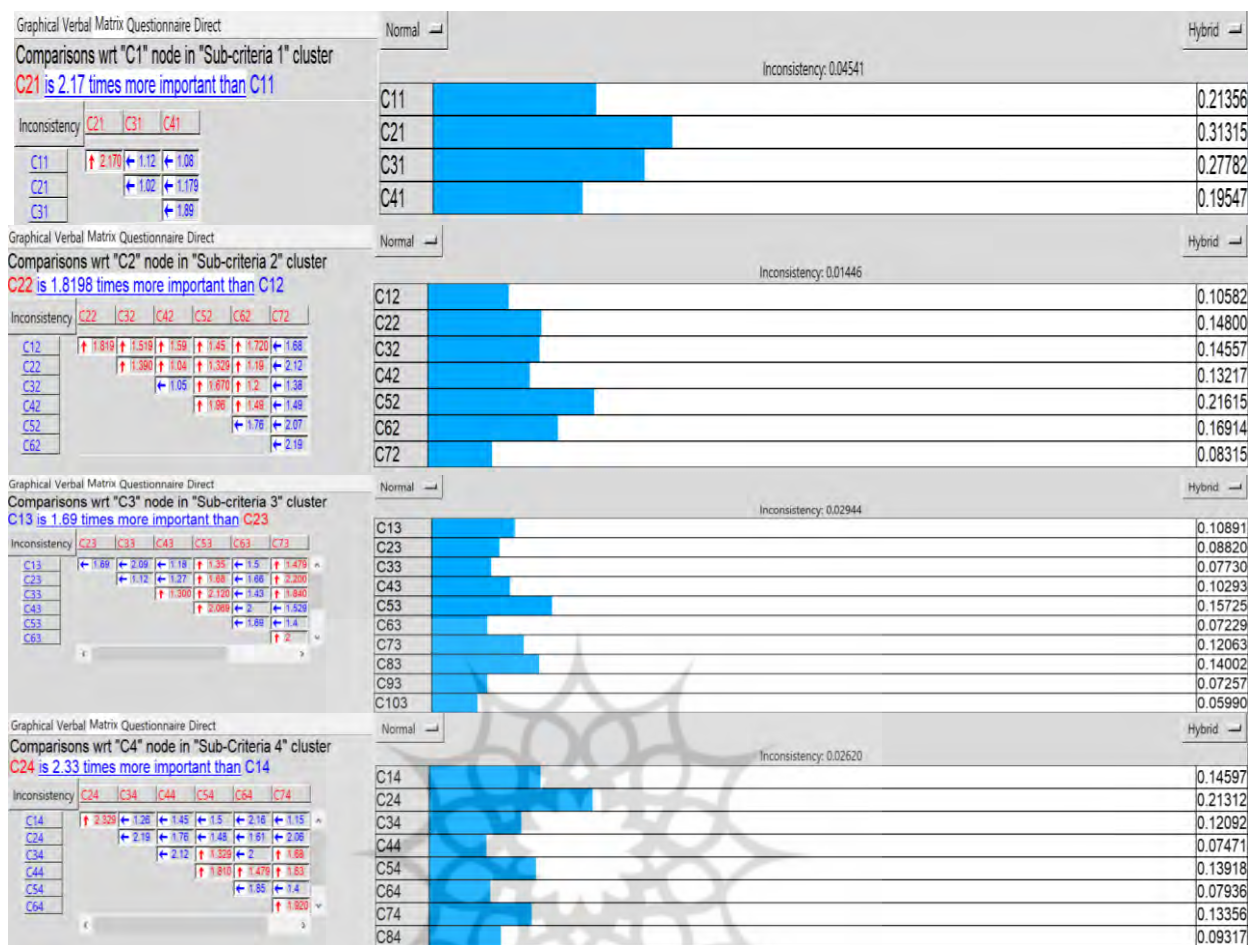 Graphical Verbal Matrix Questionnaire Direct
Comparisons wrt "C1" node in "Sub-criteria 1" cluster
C21 is 2.17 times more important than C11
Inconsistency C21 C31 C41
C11 2.170 1.12 1.08
C21 1.02 1.179
C31 1.89
Normal Hybrid
Inconsistency: 0.04541
C11 0.21356
C21 0.31315
C31 0.27782
C41 0.19547
Graphical Verbal Matrix Questionnaire Direct
Comparisons wrt "C2" node in "Sub-criteria 2" cluster
C22 is 1.8198 times more important than C12
Inconsistency C22 C32 C42 C52 C62 C72
C12 1.819 1.519 1.59 1.45 1.720 1.68
C22 1.390 1.04 1.329 1.19 2.12
C32 1.05 1.670 1.2 1.38
C42 1.96 1.49 1.49
C52 1.76 2.07
C62 2.19
Normal Hybrid
Inconsistency: 0.01446
C12 0.10582
C22 0.14800
C32 0.14557
C42 0.13217
C52 0.21615
C62 0.16914
C72 0.08315
Graphical Verbal Matrix Questionnaire Direct
Comparisons wrt "C3" node in "Sub-criteria 3" cluster
C13 is 1.69 times more important than C23
Inconsistency C23 C33 C43 C53 C63 C73
C13 1.69 2.09 1.18 1.35 1.5 1.479
C23 1.12 1.27 1.68 1.66 2.200
C33 1.300 2.120 1.43 1.840
C43 2.069 2 1.529
C53 1.69 1.4
C63 2
Normal Hybrid
Inconsistency: 0.02944
C13 0.10891
C23 0.08820
C33 0.07730
C43 0.10293
C53 0.15725
C63 0.07229
C73 0.12063
C83 0.14002
C93 0.07257
C103 0.05990
Graphical Verbal Matrix Questionnaire Direct
Comparisons wrt "C4" node in "Sub-Criteria 4" cluster
C24 is 2.33 times more important than C14
Inconsistency C24 C34 C44 C54 C64 C74
C14 2.329 1.26 1.45 1.5 2.16 1.15
C24 2.19 1.76 1.48 1.61 2.06
C34 2.12 1.329 2 1.68
C44 1.810 1.479 1.63
C54 1.85 1.4
C64 1.920
Normal Hybrid
Inconsistency: 0.02620
C14 0.14597
C24 0.21312
C34 0.12092
C44 0.07471
C54 0.13918
C64 0.07936
C74 0.13356
C84 0.09317